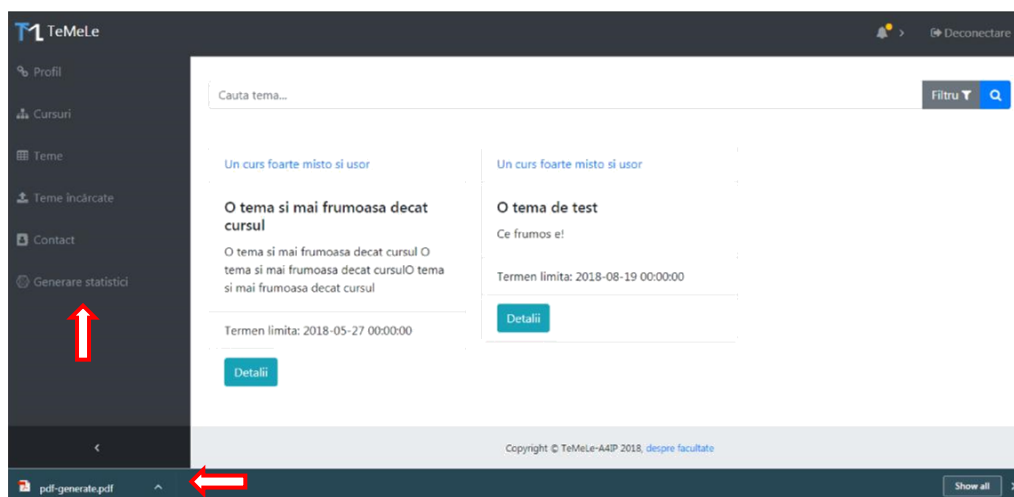 TeMeLe
Deconectare
Profil
Cursuri
Teme
Teme încărcate
Contact
Generare statistici
Cauta tema...
Filtru
Un curs foarte misto si usor
O tema si mai frumoasa decat
cursul
O tema si mai frumoasa decat cursul O
tema si mai frumoasa decat cursulO tema
si mai frumoasa decat cursul
Termen limita: 2018-05-27 00:00:00
Detalii
Un curs foarte misto si usor
O tema de test
Ce frumos e!
Termen limita: 2018-08-19 00:00:00
Detalii
Copyright © TeMeLe-A4IP 2018, despre facultate
pdf-generate.pdf
Show all